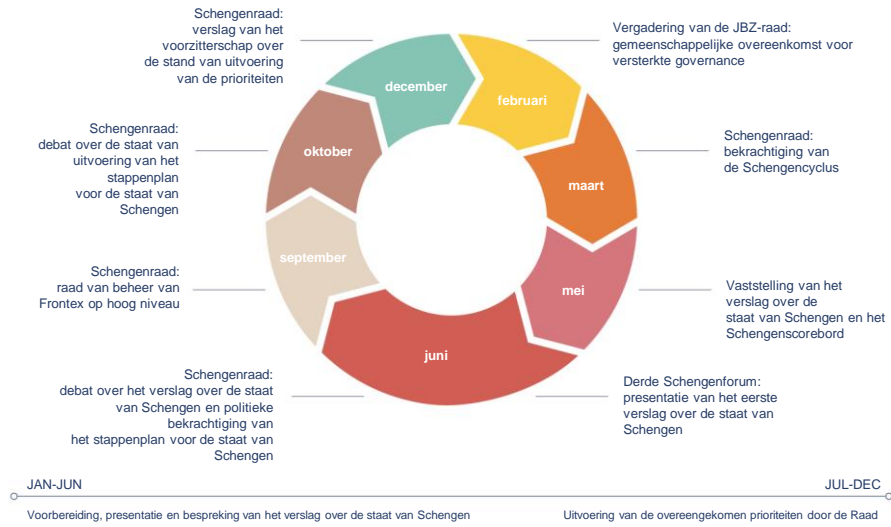 Schengenraad:
verslag van het
voorzitterschap over
de stand van uitvoering
van de prioriteiten
Vergadering van de JBZ-raad:
gemeenschappelijke overeenkomst voor
versterkte governance
december
februari
Schengenraad:
debat over de staat van
uitvoering van het
stappenplan
voor de staat van
Schengen
oktober
maart
Schengenraad:
bekrachtiging van
de Schengencyclus
Schengenraad:
raad van beheer van
Frontex op hoog niveau
september
mei
Vaststelling van het
verslag over de
staat van Schengen en het
Schengenscorebord
juni
Schengenraad:
debat over het verslag over de staat
van Schengen en politieke
bekrachtiging van
het stappenplan voor de staat van
Schengen
Derde Schengenforum:
presentatie van het eerste
verslag over de staat van
Schengen
JAN-JUN
JUL-DEC
Voorbereiding, presentatie en bespreking van het verslag over de staat van Schengen
Uitvoering van de overeengekomen prioriteiten door de Raad